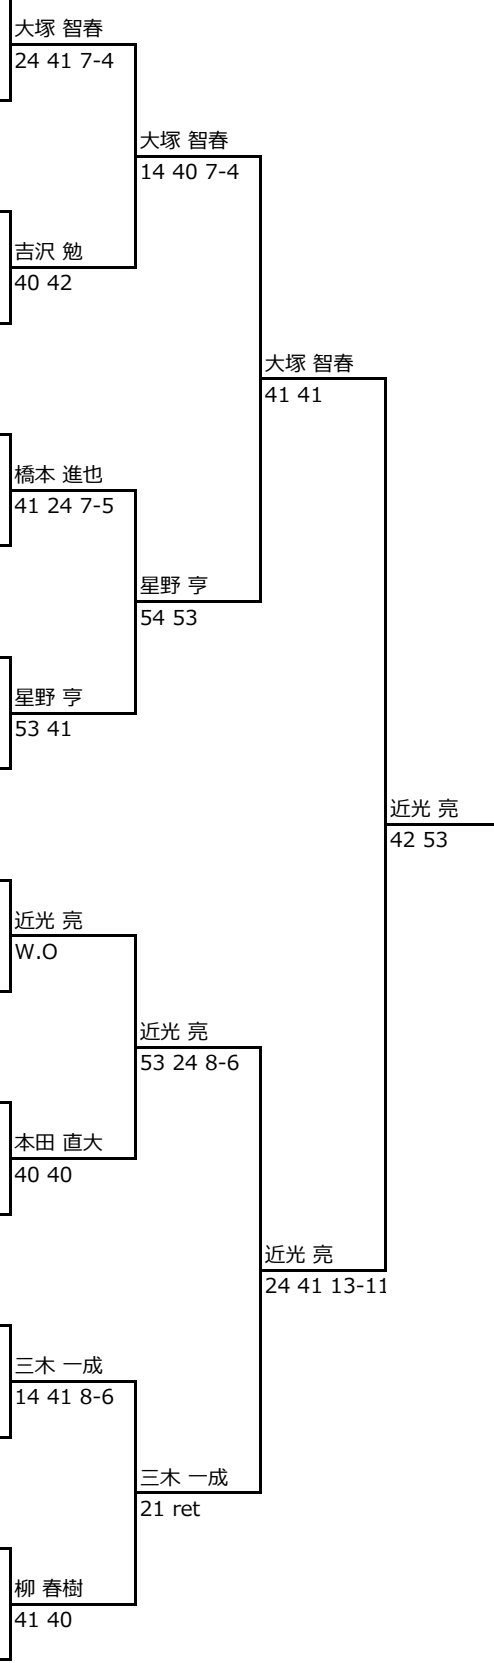 大塚 智春
24 41 7-4
大塚 智春
14 40 7-4
吉沢 勉
40 42
大塚 智春
41 41
橋本 進也
41 24 7-5
星野 亨
54 53
星野 亨
53 41
近光 亮
42 53
近光 亮
W.O
近光 亮
53 24 8-6
本田 直大
40 40
近光 亮
24 41 13-11
三木 一成
14 41 8-6
三木 一成
21 ret
柳 春樹
41 40